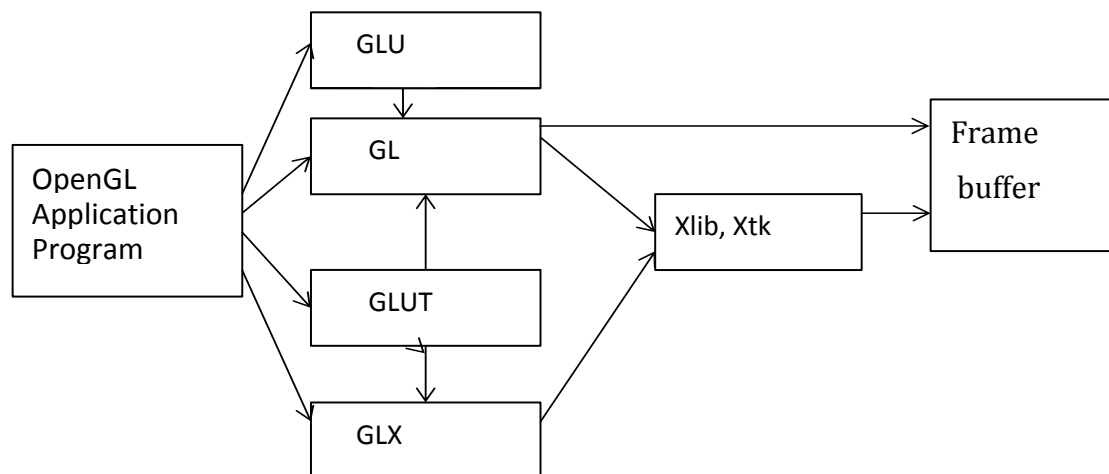 GLU
GL
OpenGL
Application
Program
Frame
buffer
Xlib, Xtk
GLUT
GLX